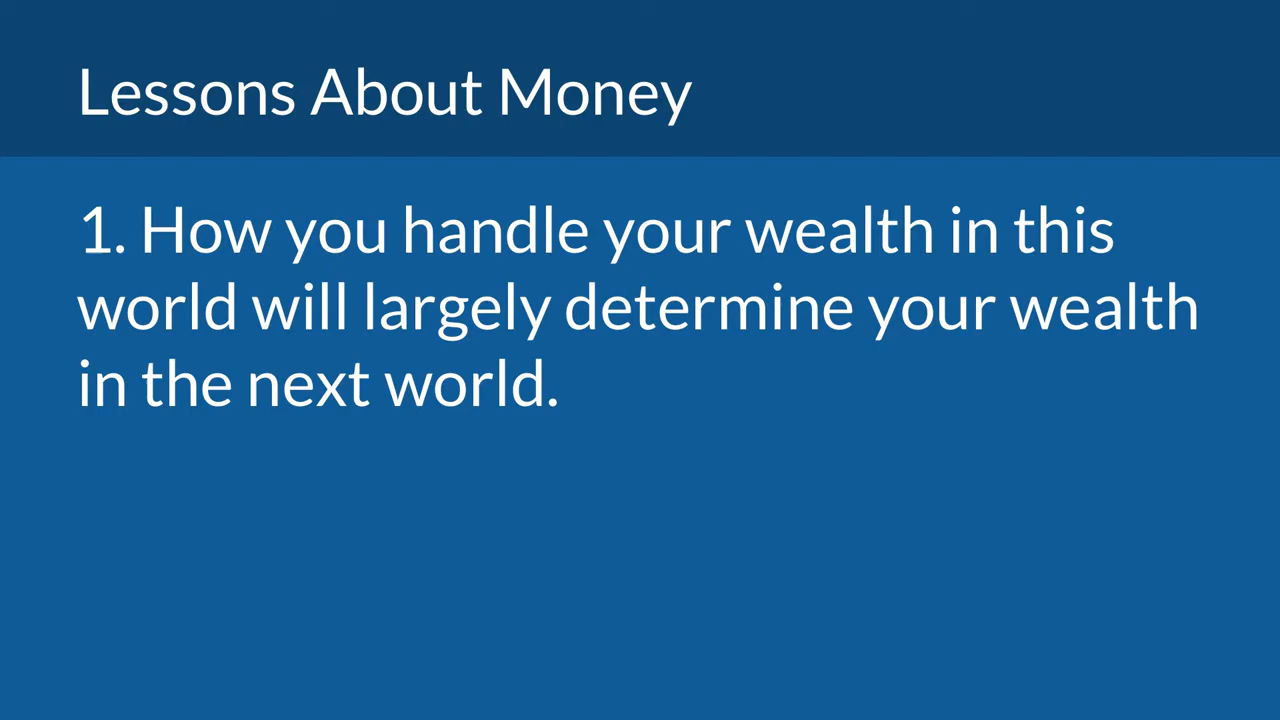 Lessons About Money
1. How you handle your wealth in this
world will largely determine your wealth
in the next world.